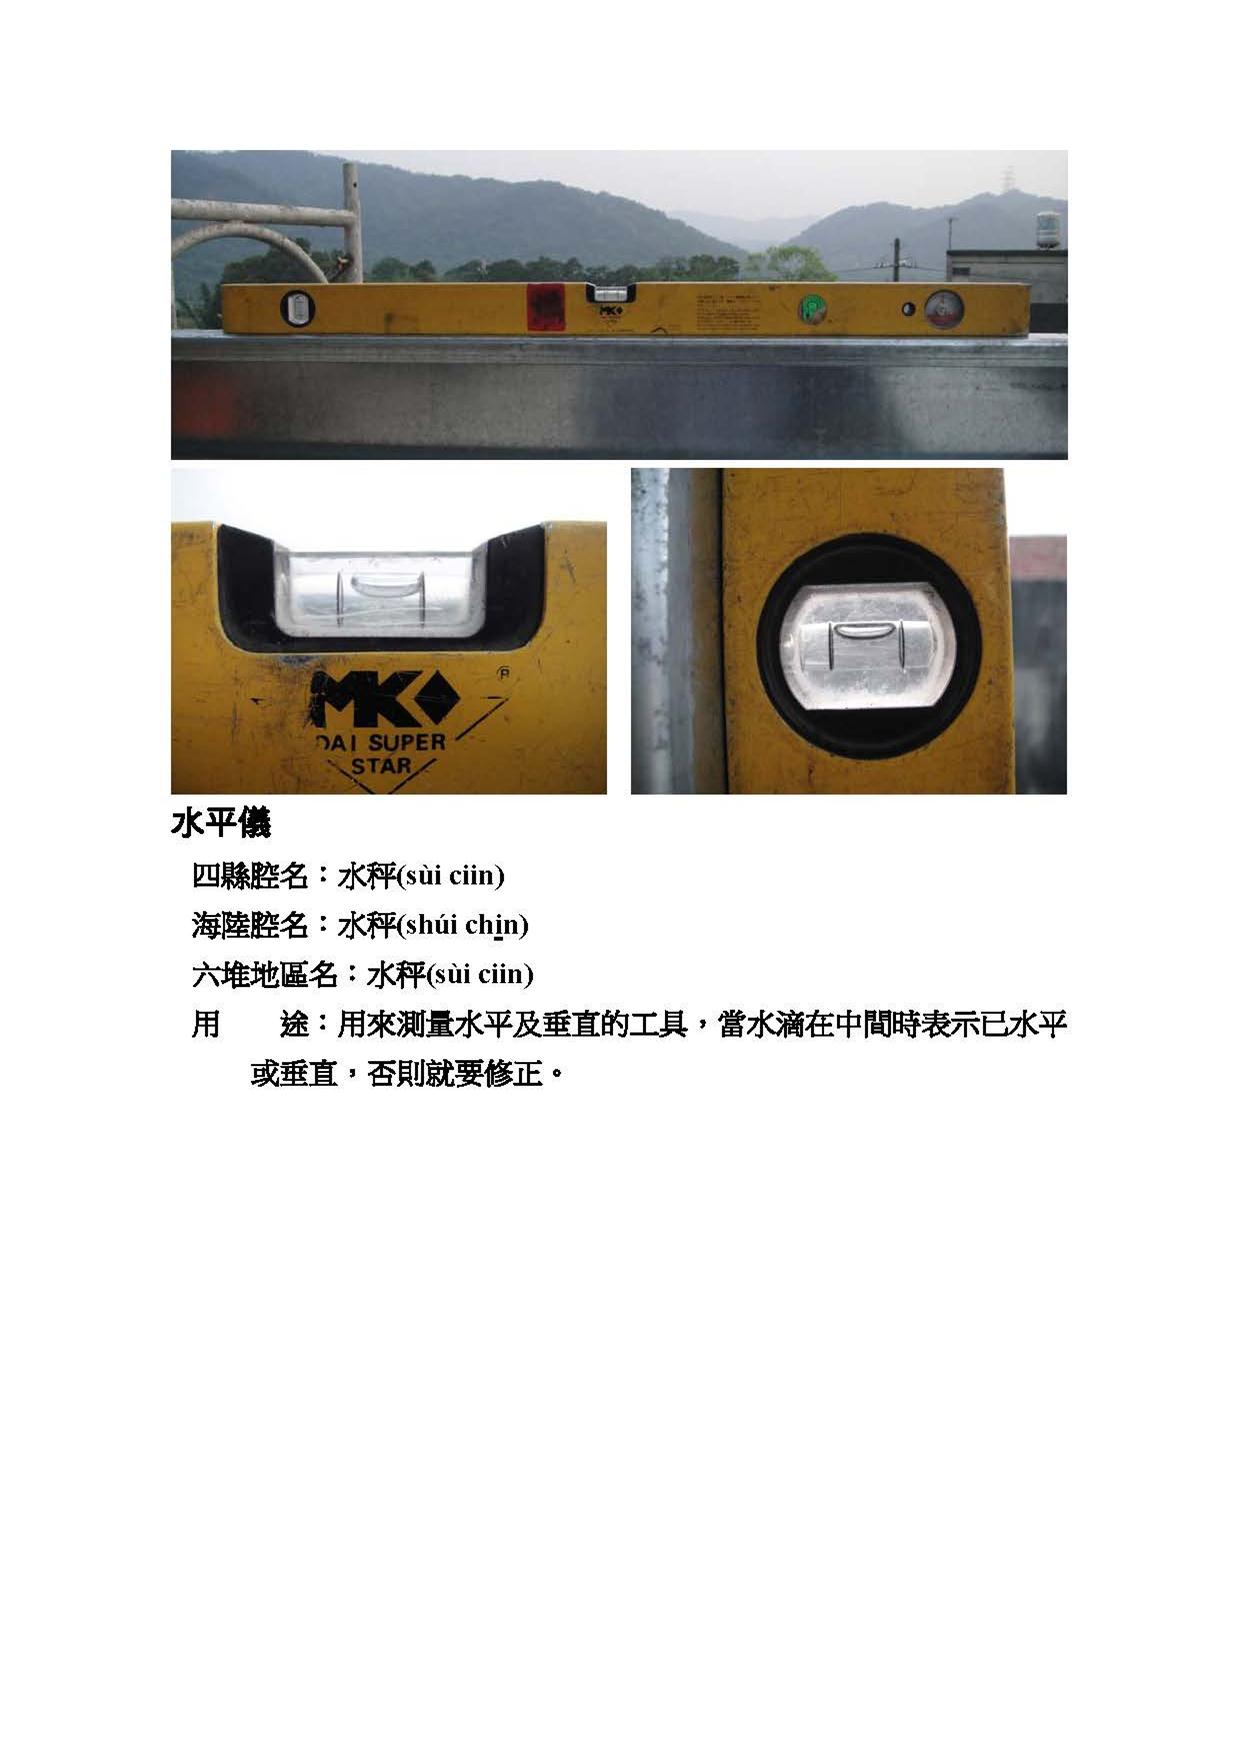 MK
R
DAI SUPER
STAR
水平儀
四縣腔名：水秤(sùi ciin)
海陸腔名：水秤(shúi chi̲n)
六堆地區名：水秤(sùi ciin)
用　　途：用來測量水平及垂直的工具，當水滴在中間時表示已水平
或垂直，否則就要修正。